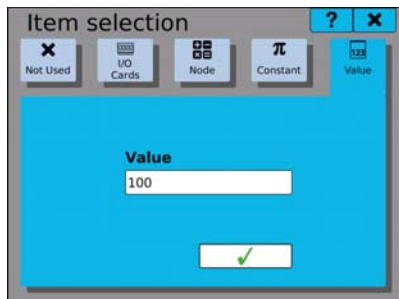 Item selection
?
Not Used
I/O
Cards
Node
π
Constant
123
Value
Value
100